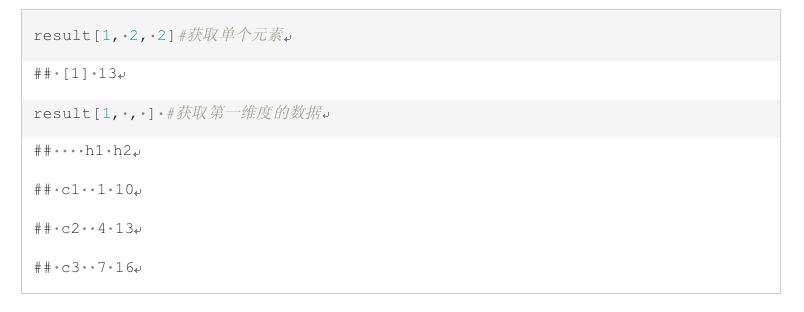 result[1, 2, 2]#获取单个元素
## [1] 13
result[1, , ] #获取第一维度的数据
##    h1 h2
## c1  1 10
## c2  4 13
## c3  7 16